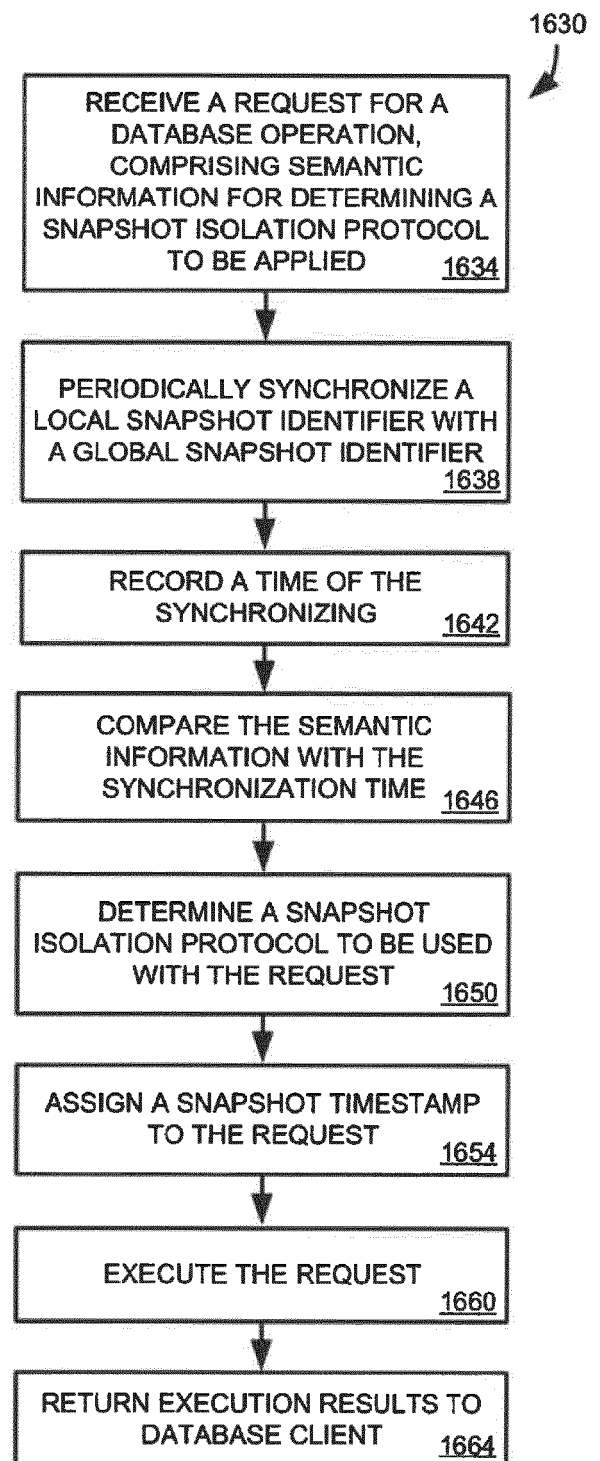 1630
RECEIVE A REQUEST FOR A
DATABASE OPERATION,
COMPRISING SEMANTIC
INFORMATION FOR DETERMINING A
SNAPSHOT ISOLATION PROTOCOL
TO BE APPLIED 1634
PERIODICALLY SYNCHRONIZE A
LOCAL SNAPSHOT IDENTIFIER WITH
A GLOBAL SNAPSHOT IDENTIFIER
1638
RECORD A TIME OF THE
SYNCHRONIZING 1642
COMPARE THE SEMANTIC
INFORMATION WITH THE
SYNCHRONIZATION TIME 1646
DETERMINE A SNAPSHOT
ISOLATION PROTOCOL TO BE USED
WITH THE REQUEST 1650
ASSIGN A SNAPSHOT TIMESTAMP
TO THE REQUEST 1654
EXECUTE THE REQUEST
1660
RETURN EXECUTION RESULTS TO
DATABASE CLIENT 1664